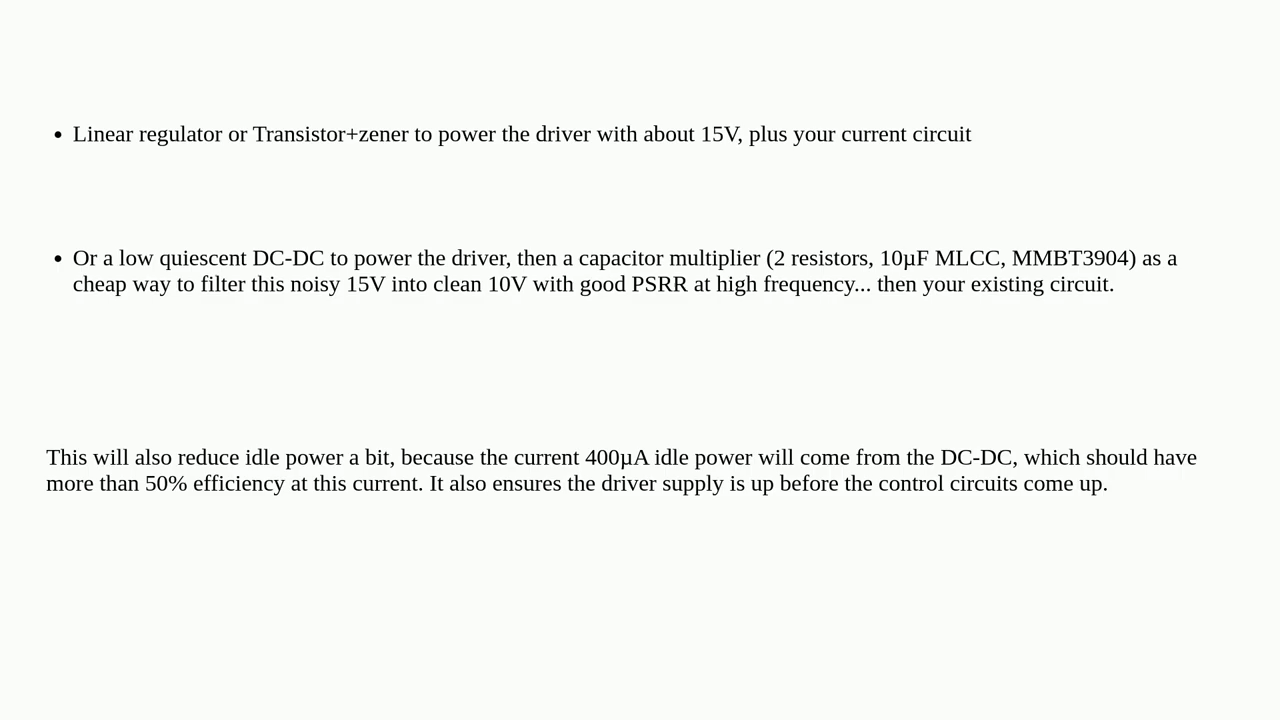 • Linear regulator or Transistor+zener to power the driver with about 15V, plus your current circuit
• Or a low quiescent DC-DC to power the driver, then a capacitor multiplier (2 resistors, 10µF MLCC, MMBT3904) as a
cheap way to filter this noisy 15V into clean 10V with good PSRR at high frequency... then your existing circuit.
This will also reduce idle power a bit, because the current 400µA idle power will come from the DC-DC, which should have
more than 50% efficiency at this current. It also ensures the driver supply is up before the control circuits come up.